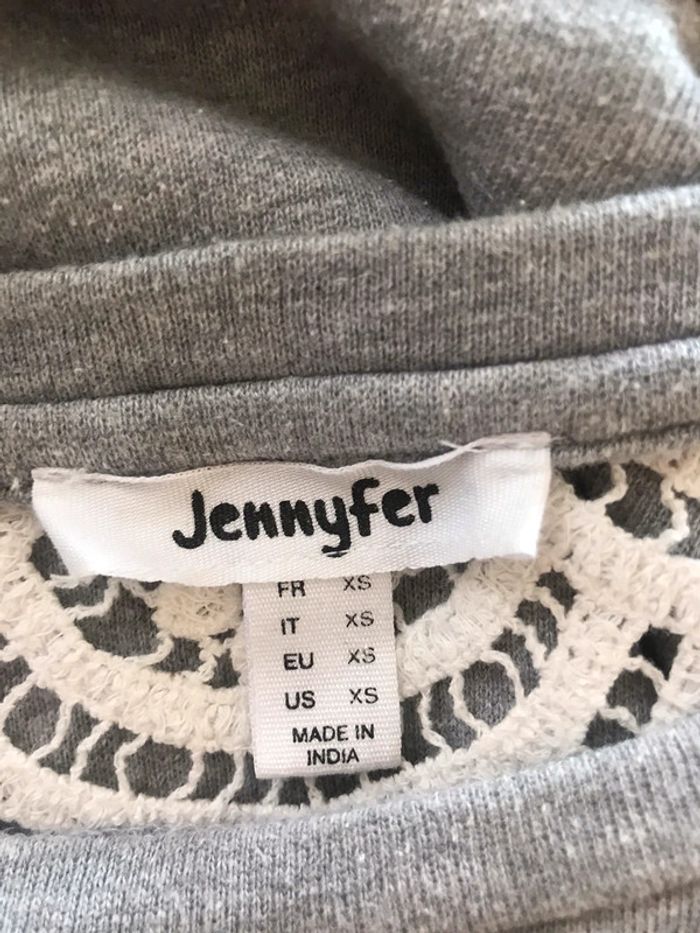 Jennyfer
FR XS
IT XS
EU XS
US XS
MADE IN
INDIA